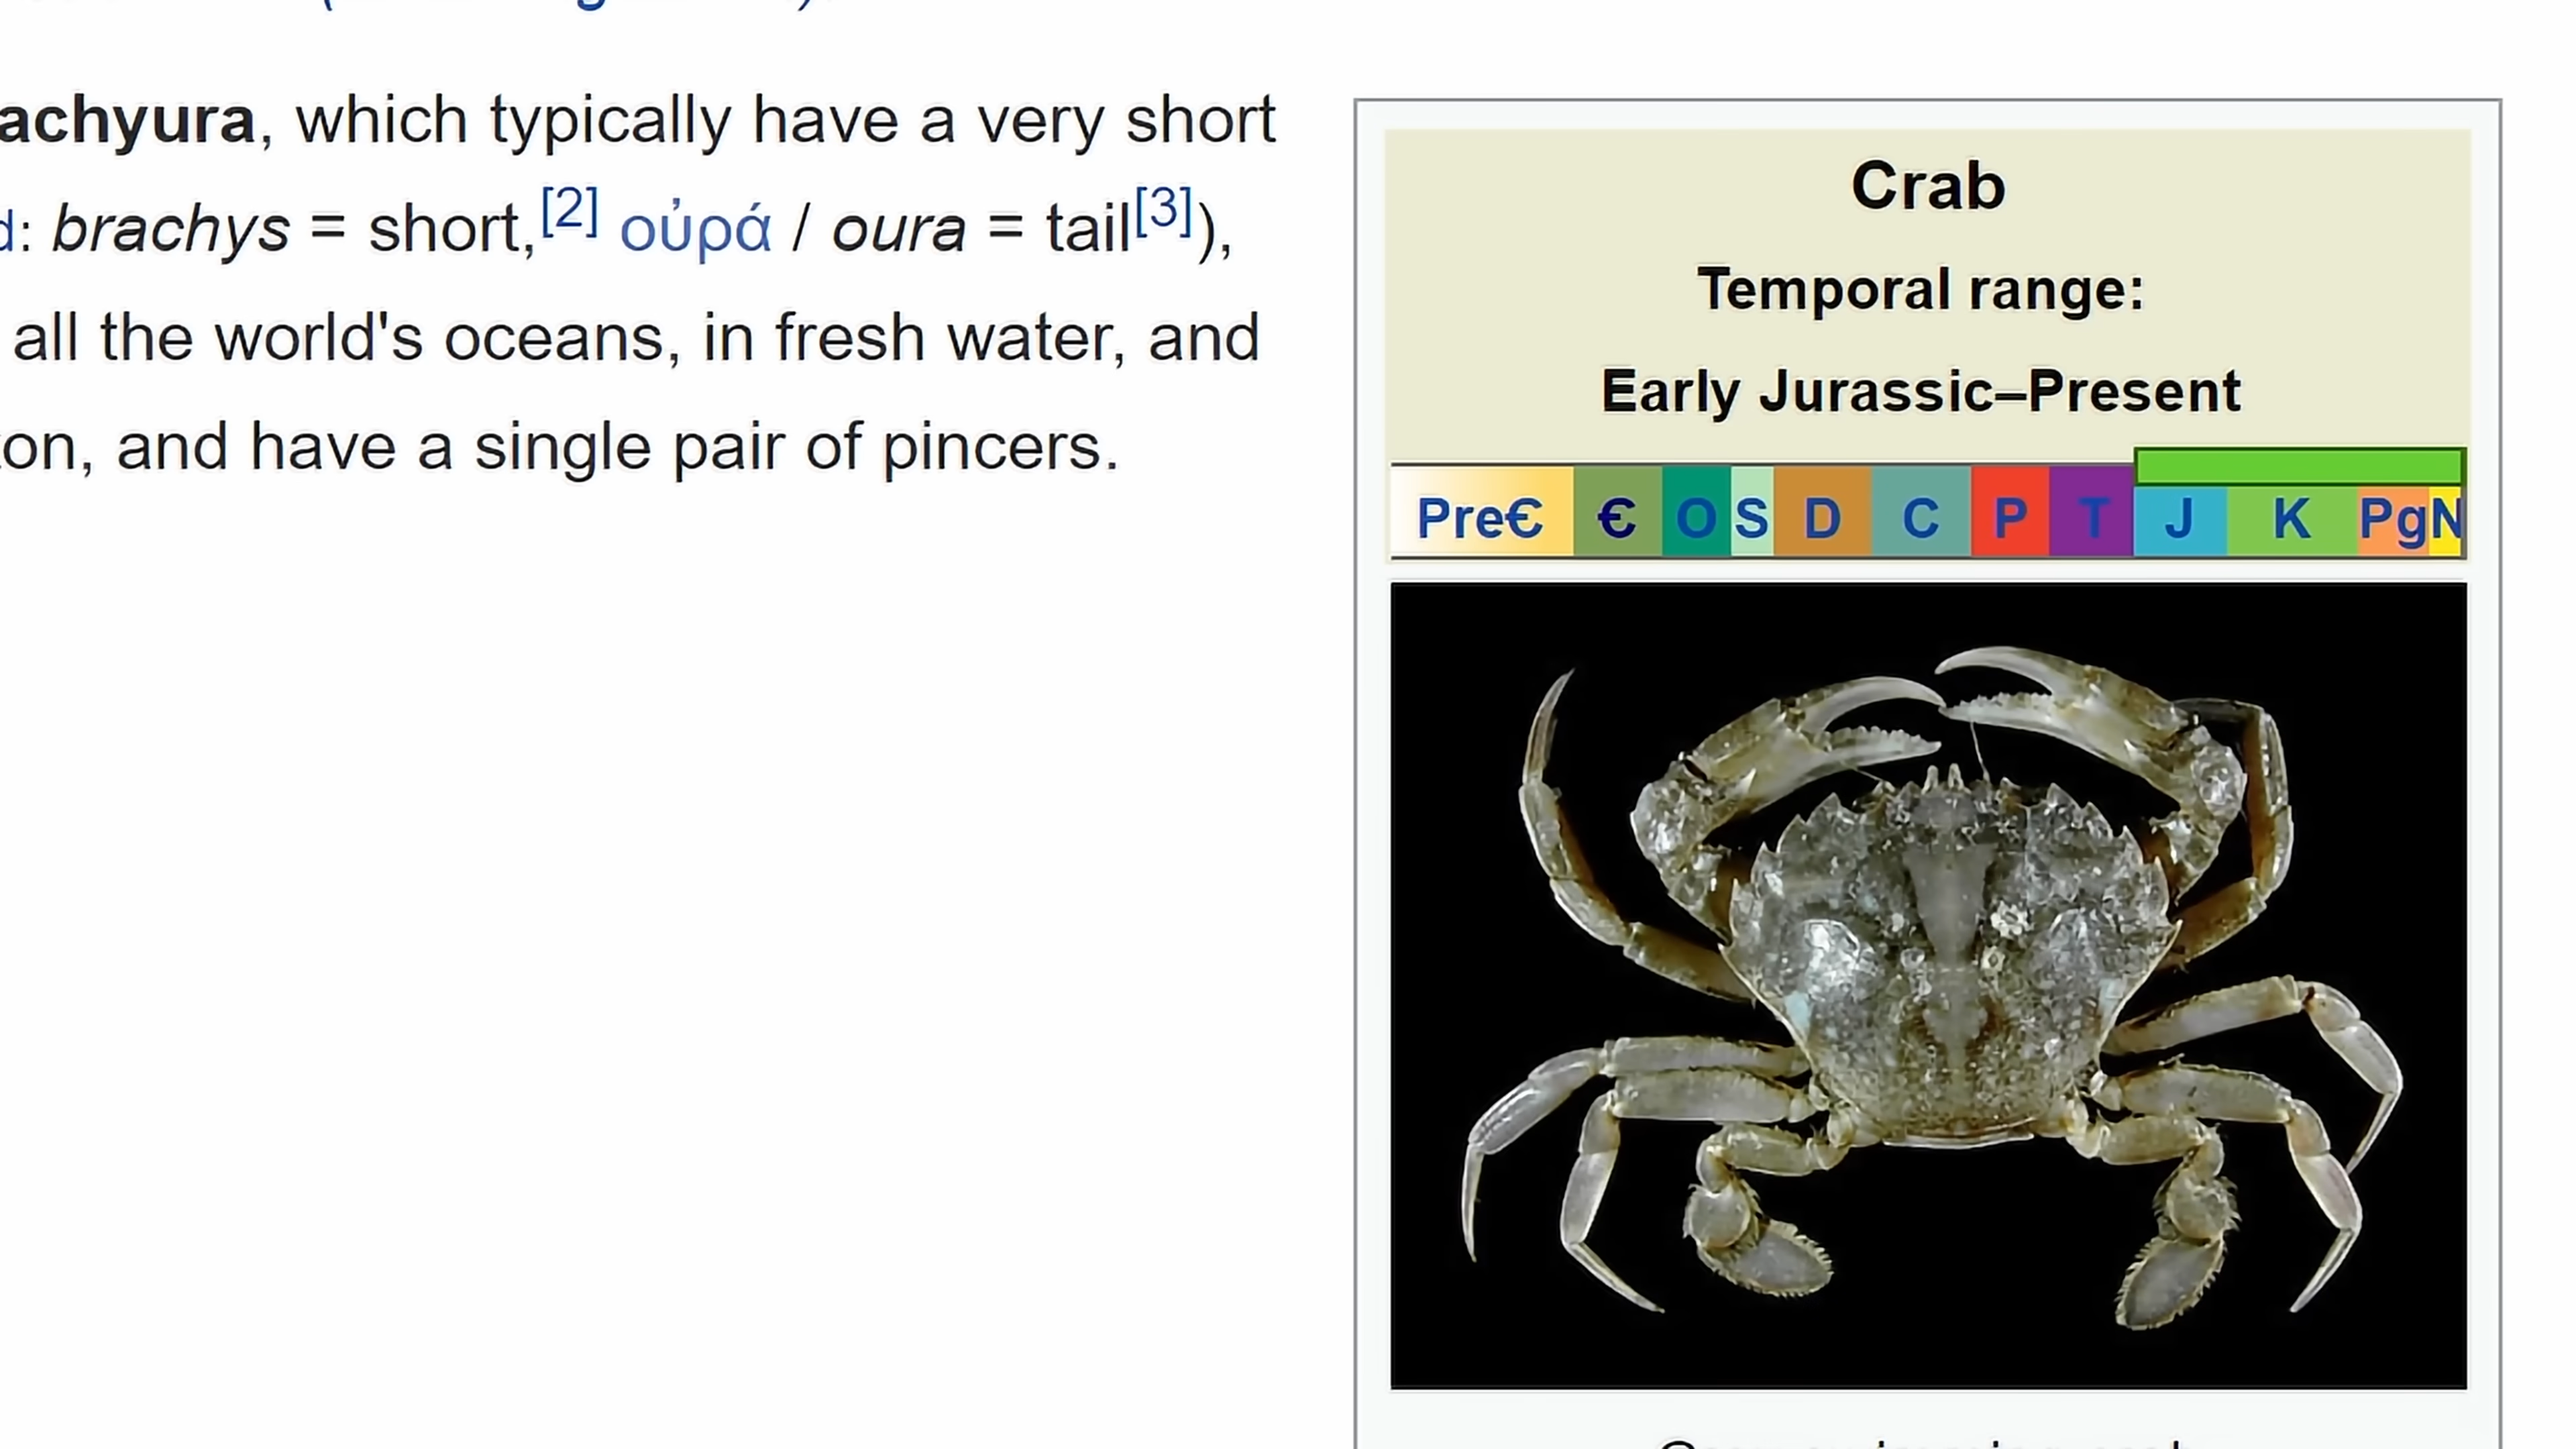 achyura, which typically have a very short
d: brachys = short,[2] οὐρά / oura = tail[3]),
all the world's oceans, in fresh water, and
on, and have a single pair of pincers.
Crab
Temporal range:
Early Jurassic–Present
Pre€ € O S D C P T J K Pg N